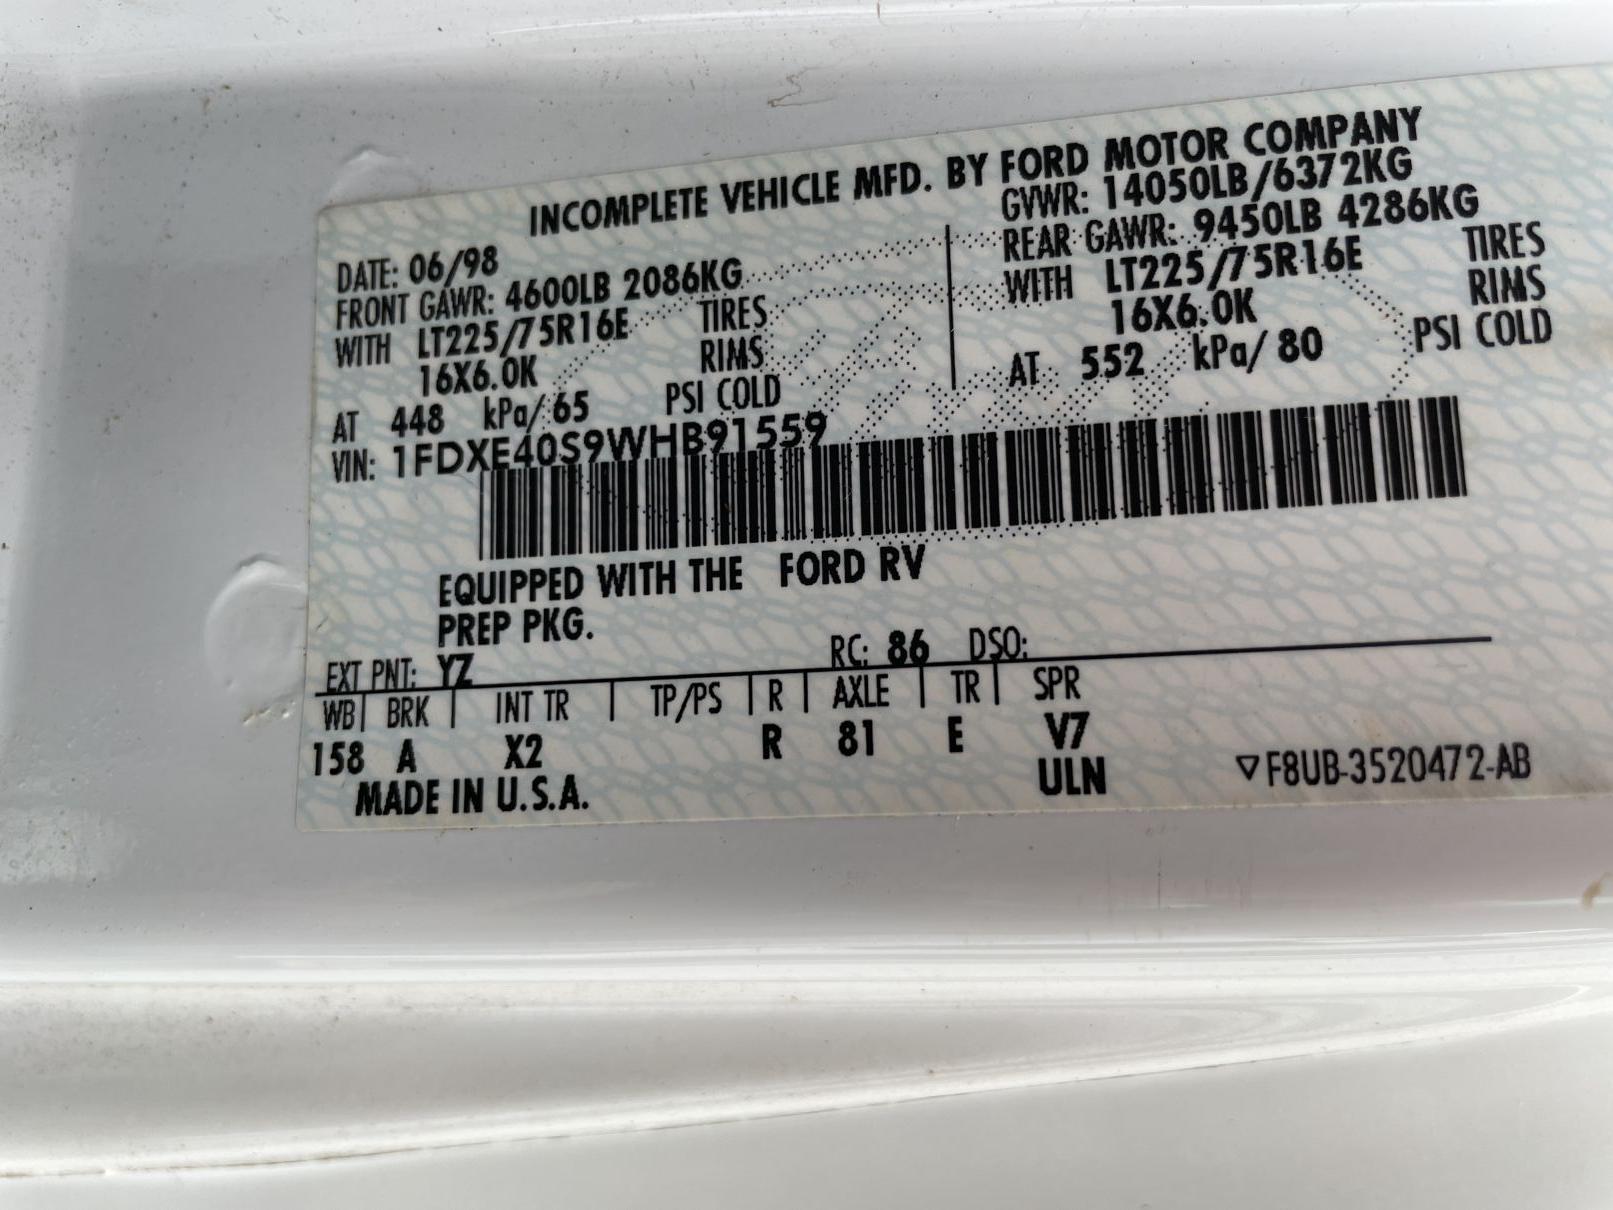 INCOMPLETE VEHICLE MFD. BY FORD MOTOR COMPANY
DATE: 06/98
GVWR: 14050LB/6372KG
FRONT GAWR: 4600LB 2086KG
REAR GAWR: 9450LB 4286KG
WITH LT225/75R16E TIRES
WITH LT225/75R16E TIRES
16X6.0K RIMS
16X6.0K RIMS
AT 448 kPa/ 65 PSI COLD
AT 552 kPa/ 80 PSI COLD
VIN: 1FDXE40S9WHB91559
EQUIPPED WITH THE FORD RV
PREP PKG.
EXT PNT: YZ RC: 86 DSO:
WB BRK INT TR TP/PS R AXLE TR SPR
158 A X2 R 81 E V7
ULN
MADE IN U.S.A.
▽F8UB-3520472-AB